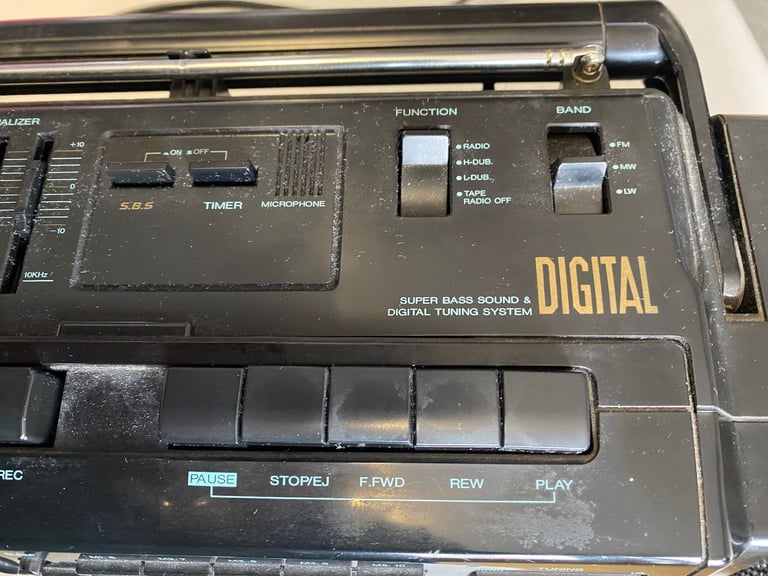 ALIZER
FUNCTION
BAND
+10
0
-10
10KHz
ON OFF
S.B.S
TIMER
MICROPHONE
RADIO
H-DUB.
L-DUB.
TAPE
RADIO OFF
FM
MW
LW
SUPER BASS SOUND &
DIGITAL TUNING SYSTEM
DIGITAL
REC
PAUSE
STOP/EJ
F.FWD
REW
PLAY
TUNING